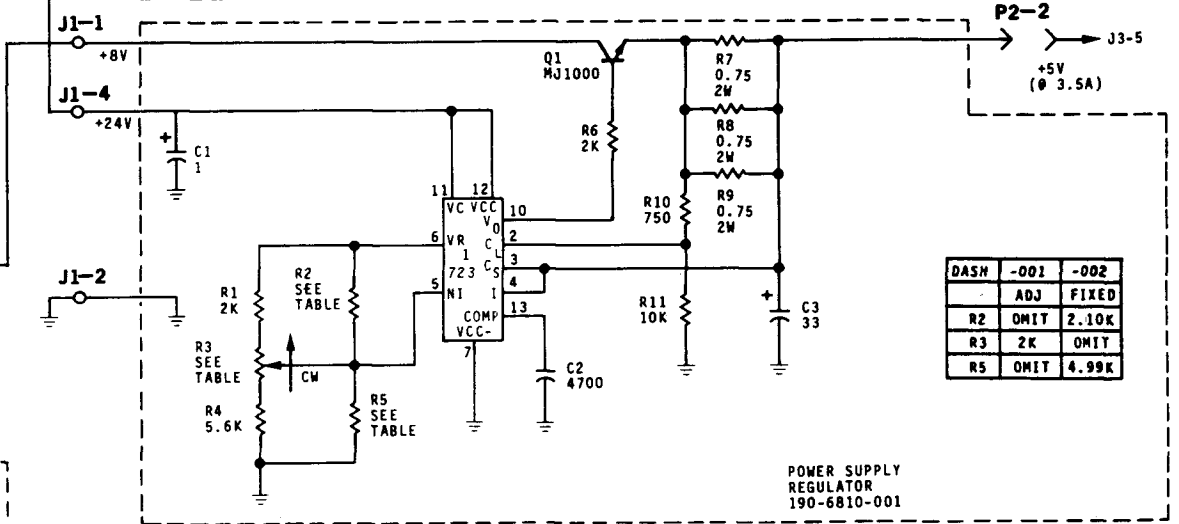 J1-1
+8V
J1-4
+24V
J1-2
P2-2
J3-5
+5V
(@ 3.5A)
Q1
MJ1000
R7
0.75
2W
R8
0.75
2W
R9
0.75
2W
R6
2K
+
C1
1
R10
750
R11
10K
11 12
VC VCC
VO
10
6
VR
1
CL
2
723
CS
3
5
NI
I
4
COMP
13
VCC-
7
R1
2K
R2
SEE
TABLE
R3
SEE
TABLE
CW
R4
5.6K
R5
SEE
TABLE
C2
4700
+
C3
33
DASH -001 -002
ADJ FIXED
R2 OMIT 2.10K
R3 2K OMIT
R5 OMIT 4.99K
POWER SUPPLY
REGULATOR
190-6810-001